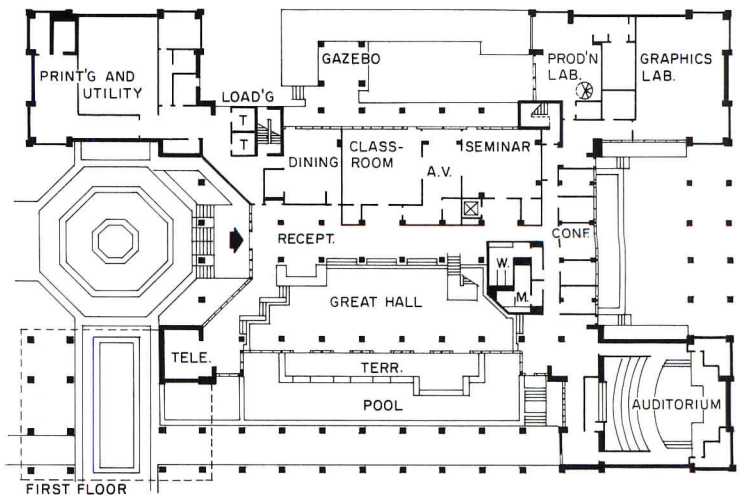 GAZEBO
PROD'N
LAB.
GRAPHICS
LAB.
PRINT'G AND
UTILITY
LOAD'G
T
T
DINING
CLASS-
ROOM
A.V.
SEMINAR
RECEPT.
CONF.
W.
M.
GREAT HALL
TELE.
TERR.
POOL
AUDITORIUM
FIRST FLOOR